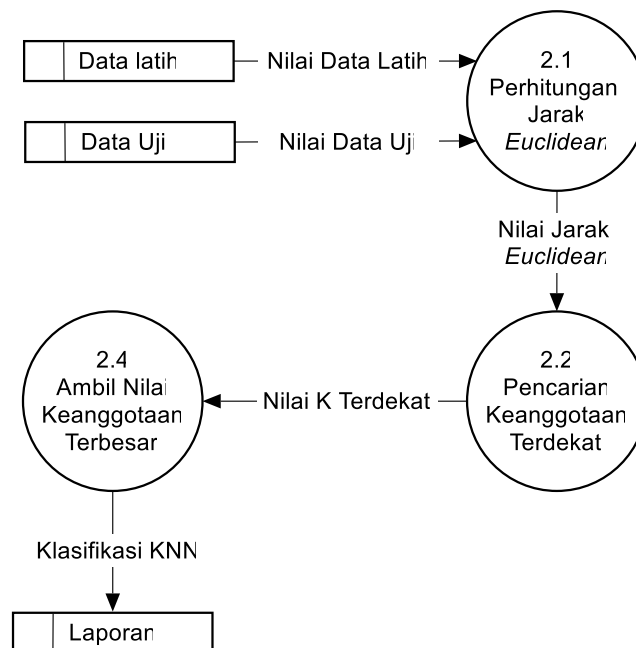 Data latih
Nilai Data Latih
2.1
Perhitungan
Jarak
Euclidean
Data Uji
Nilai Data Uji
Nilai Jarak
Euclidean
2.2
Pencarian
Keanggotaan
Terdekat
Nilai K Terdekat
2.4
Ambil Nilai
Keanggotaan
Terbesar
Klasifikasi KNN
Laporan